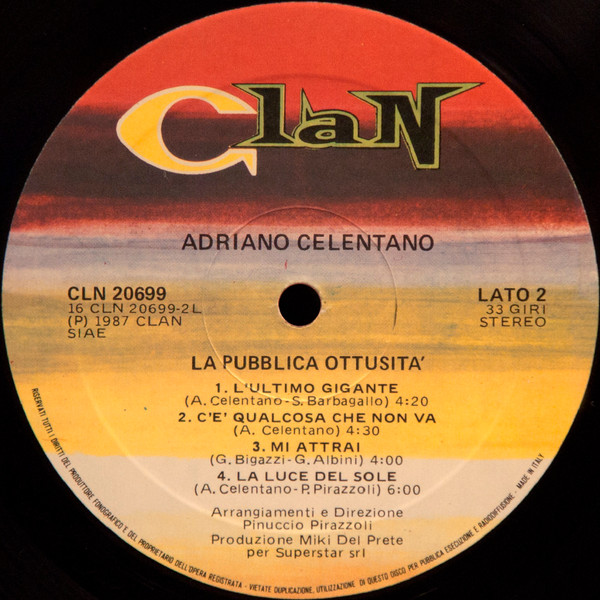 Clan
ADRIANO CELENTANO
CLN 20699
16 CLN 20699-2L
(P) 1987 CLAN
SIAE
LATO 2
33 GIRI
STEREO
LA PUBBLICA OTTUSITA'
1. L'ULTIMO GIGANTE
(A. Celentano-S. Barbagallo) 4:20
2. C'E' QUALCOSA CHE NON VA
(A. Celentano) 4:30
3. MI ATTRAI
(G. Bigazzi-G. Albini) 4:00
4. LA LUCE DEL SOLE
(A. Celentano-P. Pirazzoli) 6:00
Arrangiamenti e Direzione
Pinuccio Pirazzoli
Produzione Miki Del Prete
per Superstar srl
RISERVATI TUTTI I DIRITTI DEL PRODUTTORE FONOGRAFICO E DEL PROPRIETARIO DELL'OPERA REGISTRATA - VIETATE DUPLICAZIONE, UTILIZZAZIONE DI QUESTO DISCO PER PUBBLICA ESECUZIONE E RADIODIFFUSIONE. - MADE IN ITALY